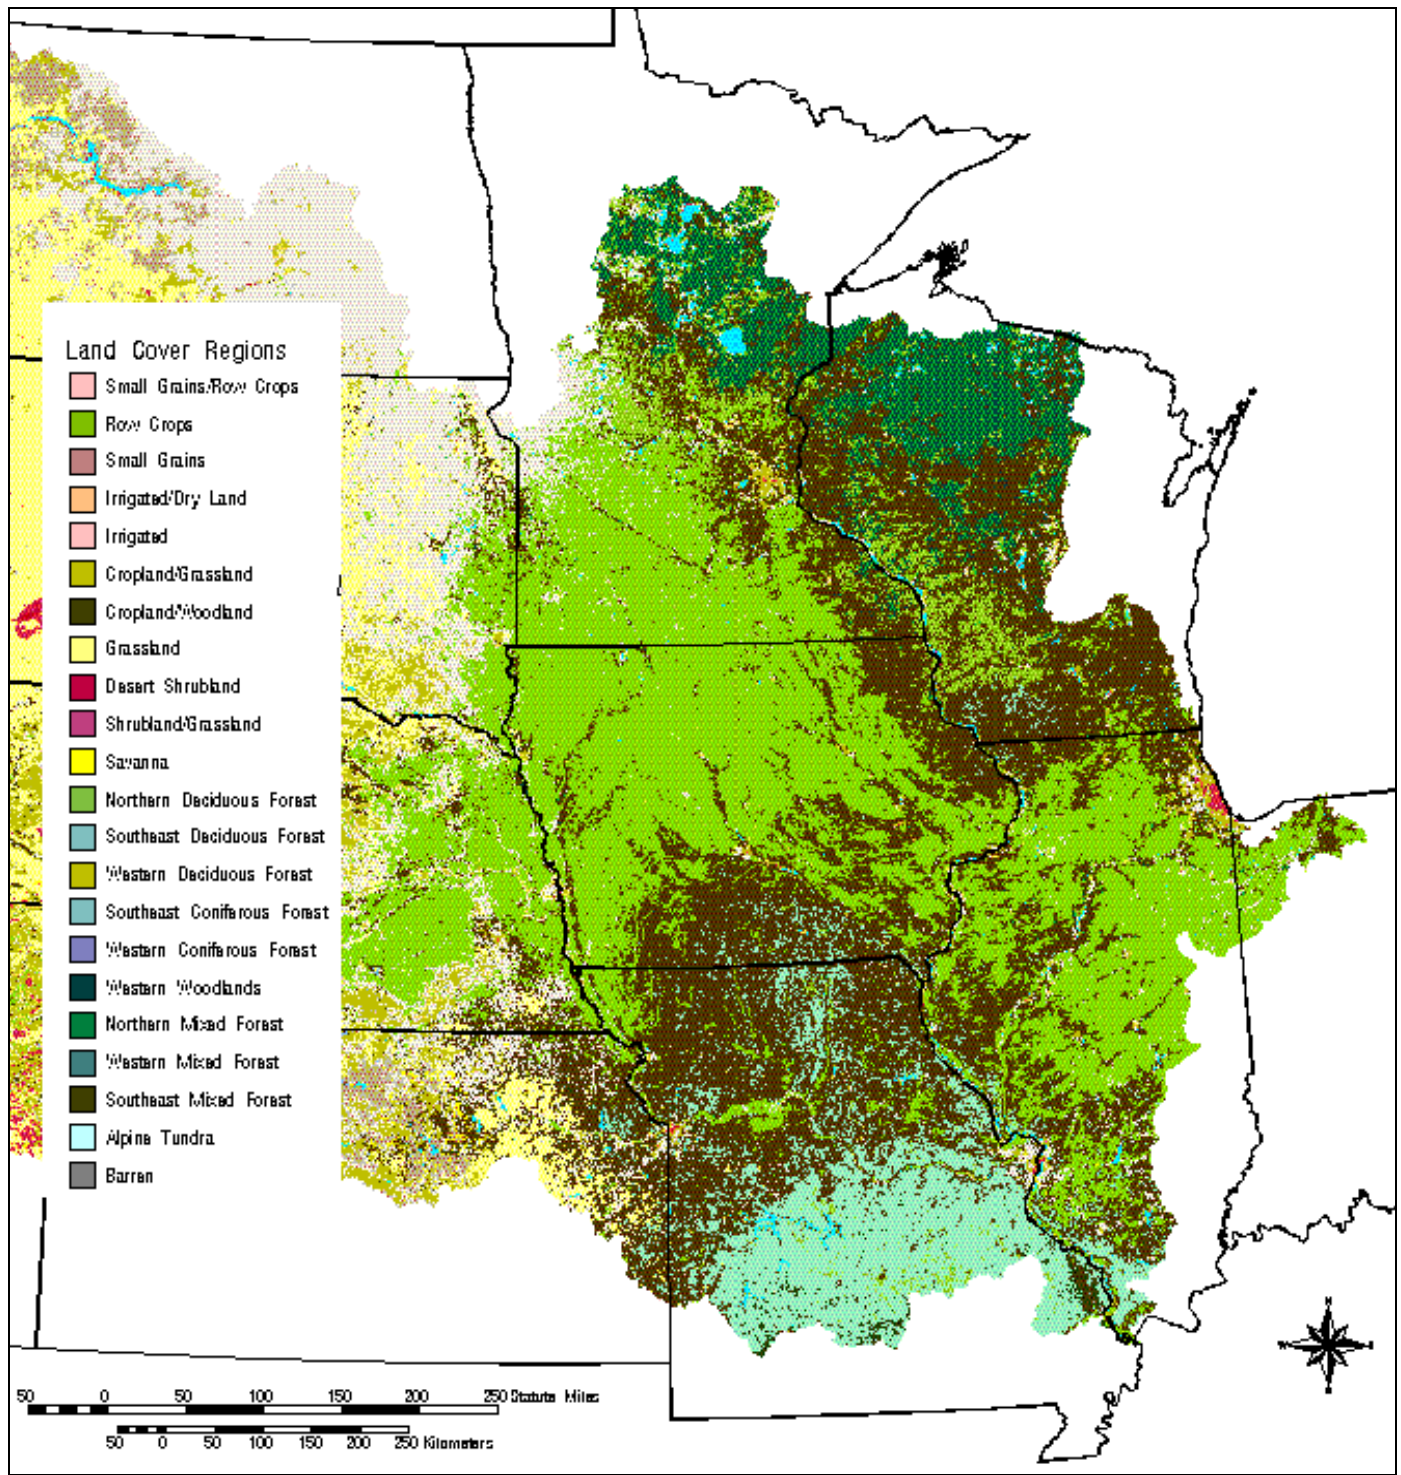 Land Cover Regions
Small Grains/Row Crops
Row Crops
Small Grains
Irrigated/Dry Land
Irrigated
Cropland/Grassland
Cropland/Woodland
Grassland
Desert Shrubland
Shrubland/Grassland
Savanna
Northern Deciduous Forest
Southeast Deciduous Forest
Western Deciduous Forest
Southeast Coniferous Forest
Western Coniferous Forest
Western Woodlands
Northern Mixed Forest
Western Mixed Forest
Southeast Mixed Forest
Alpine Tundra
Barren
50 0 50 100 150 200 250 Statute Miles
50 0 50 100 150 200 250 Kilometers